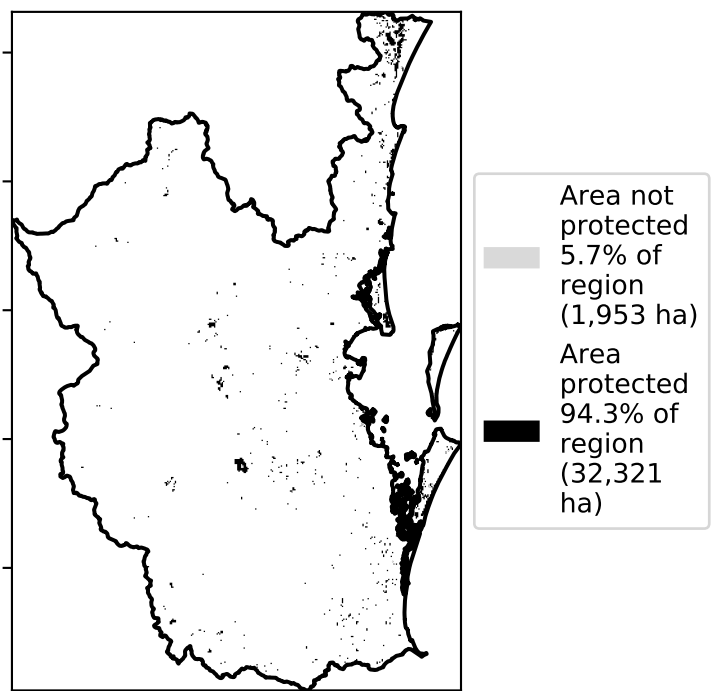 Area not
protected
5.7% of
region
(1,953 ha)
Area
protected
94.3% of
region
(32,321
ha)